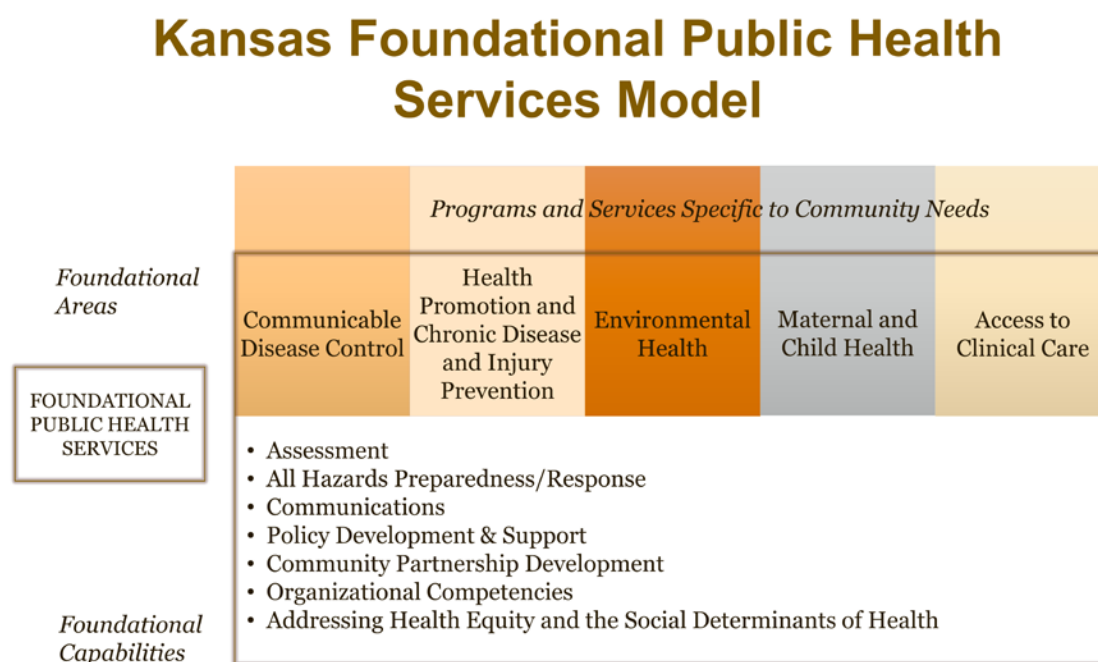 Kansas Foundational Public Health
Services Model
Programs and Services Specific to Community Needs
Foundational
Areas
Communicable
Disease Control
Health
Promotion and
Chronic Disease
and Injury
Prevention
Environmental
Health
Maternal and
Child Health
Access to
Clinical Care
FOUNDATIONAL
PUBLIC HEALTH
SERVICES
• Assessment
• All Hazards Preparedness/Response
• Communications
• Policy Development & Support
• Community Partnership Development
• Organizational Competencies
• Addressing Health Equity and the Social Determinants of Health
Foundational
Capabilities